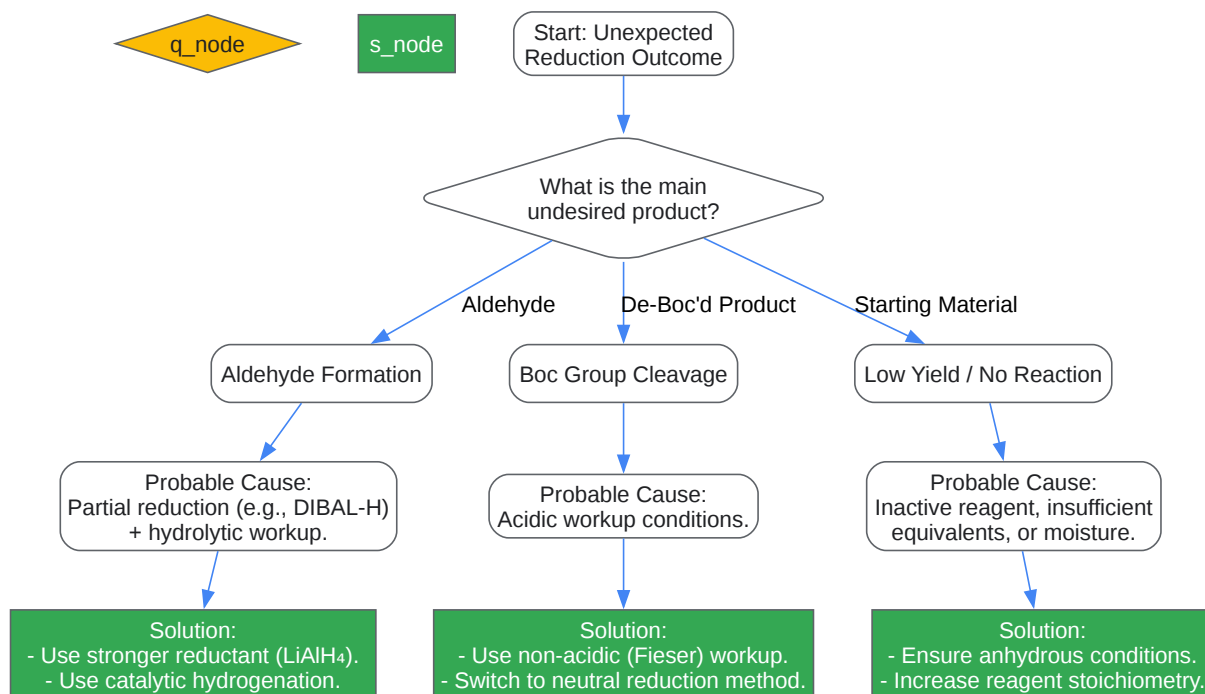 q_node
s_node
Start: Unexpected
Reduction Outcome
What is the main
undesired product?
Aldehyde
De-Boc'd Product
Starting Material
Aldehyde Formation
Boc Group Cleavage
Low Yield / No Reaction
Probable Cause:
Partial reduction (e.g., DIBAL-H)
+ hydrolytic workup.
Probable Cause:
Acidic workup conditions.
Probable Cause:
Inactive reagent, insufficient
equivalents, or moisture.
Solution:
- Use stronger reductant (LiAlH₄).
- Use catalytic hydrogenation.
Solution:
- Use non-acidic (Fieser) workup.
- Switch to neutral reduction method.
Solution:
- Ensure anhydrous conditions.
- Increase reagent stoichiometry.